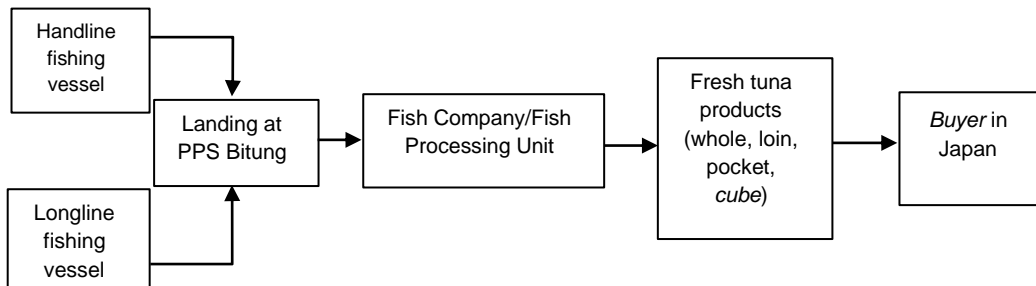 Handline
fishing
vessel
Landing at
PPS Bitung
Longline
fishing
vessel
Fish Company/Fish
Processing Unit
Fresh tuna
products
(whole, loin,
pocket,
cube)
Buyer in
Japan